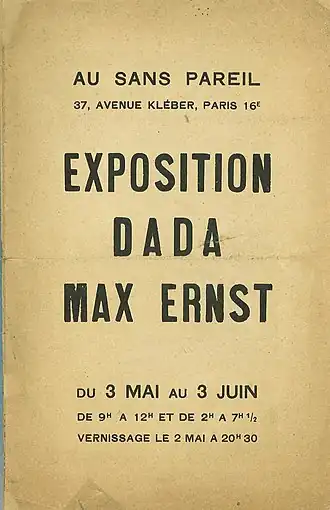 AU SANS PAREIL
37, AVENUE KLÉBER, PARIS 16ᴱ
EXPOSITION
DADA
MAX ERNST
DU 3 MAI AU 3 JUIN
DE 9ᴴ A 12ᴴ ET DE 2ᴴ A 7ᴴ 1/2
VERNISSAGE LE 2 MAI A 20ᴴ 30